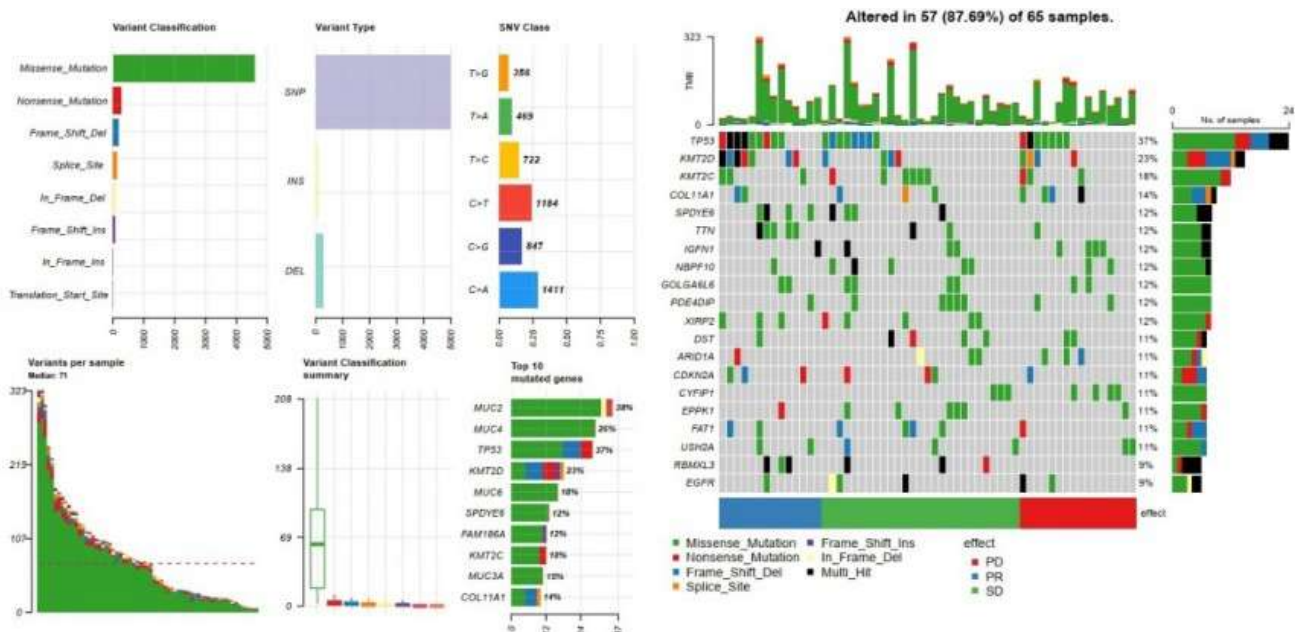 Variant Classification
Missense_Mutation
Nonsense_Mutation
Frame_Shift_Del
Splice_Site
In_Frame_Del
Frame_Shift_Ins
In_Frame_Ins
Translation_Start_Site
0
1000
2000
3000
4000
5000
6000
Variant Type
SNP
INS
DEL
0
1000
2000
3000
4000
5000
6000
SNV Class
T>G 356
T>A 469
T>C 722
C>T 1184
C>G 847
C>A 1411
0.00
0.25
0.50
0.75
1.00
Variants per sample
Median: 71
323
215
107
0
Variant Classification
summary
208
138
69
0
Top 10
mutated genes
MUC2 38%
MUC4 26%
TP53 37%
KMT2D 23%
MUC6 18%
SPDYE6 12%
FAM186A 12%
KMT2C 18%
MUC3A 15%
COL11A1 14%
Altered in 57 (87.69%) of 65 samples.
TMB
323
0
No. of samples
0
24
TP53 37%
KMT2D 23%
KMT2C 18%
COL11A1 14%
SPDYE6 12%
TTN 12%
IGFN1 12%
NBPF10 12%
GOLGA6L6 12%
PDE4DIP 12%
XIRP2 12%
DST 11%
ARID1A 11%
CDKN2A 11%
CYFIP1 11%
EPPK1 11%
FAT1 11%
USH2A 11%
RBMXL3 9%
EGFR 9%
effect
Missense_Mutation
Nonsense_Mutation
Frame_Shift_Del
Splice_Site
Frame_Shift_Ins
In_Frame_Del
Multi_Hit
effect
PD
PR
SD